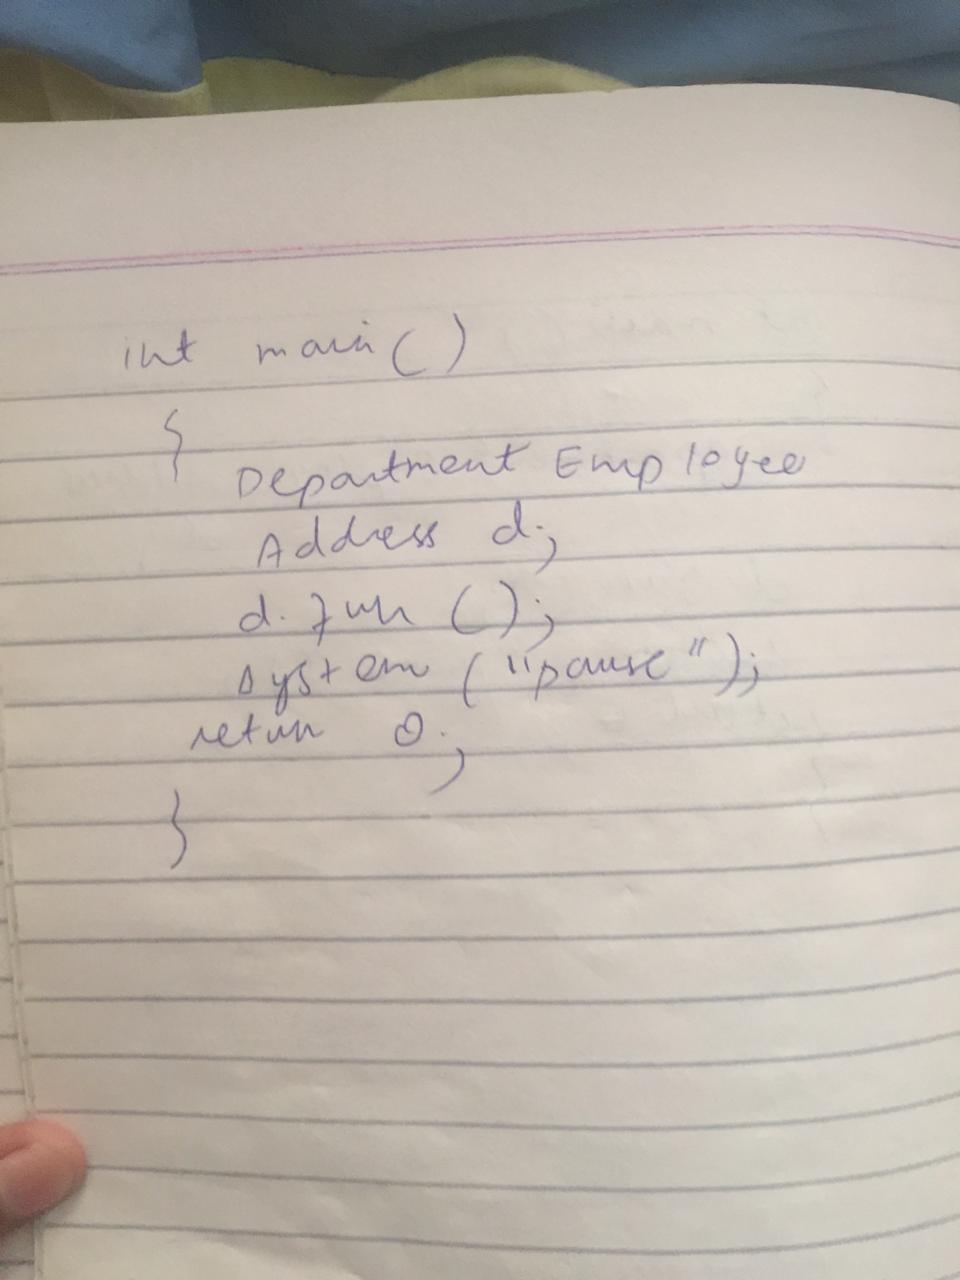 int main()
{
Department Employee
Address d;
d.fun();
system("pause");
return 0;
}